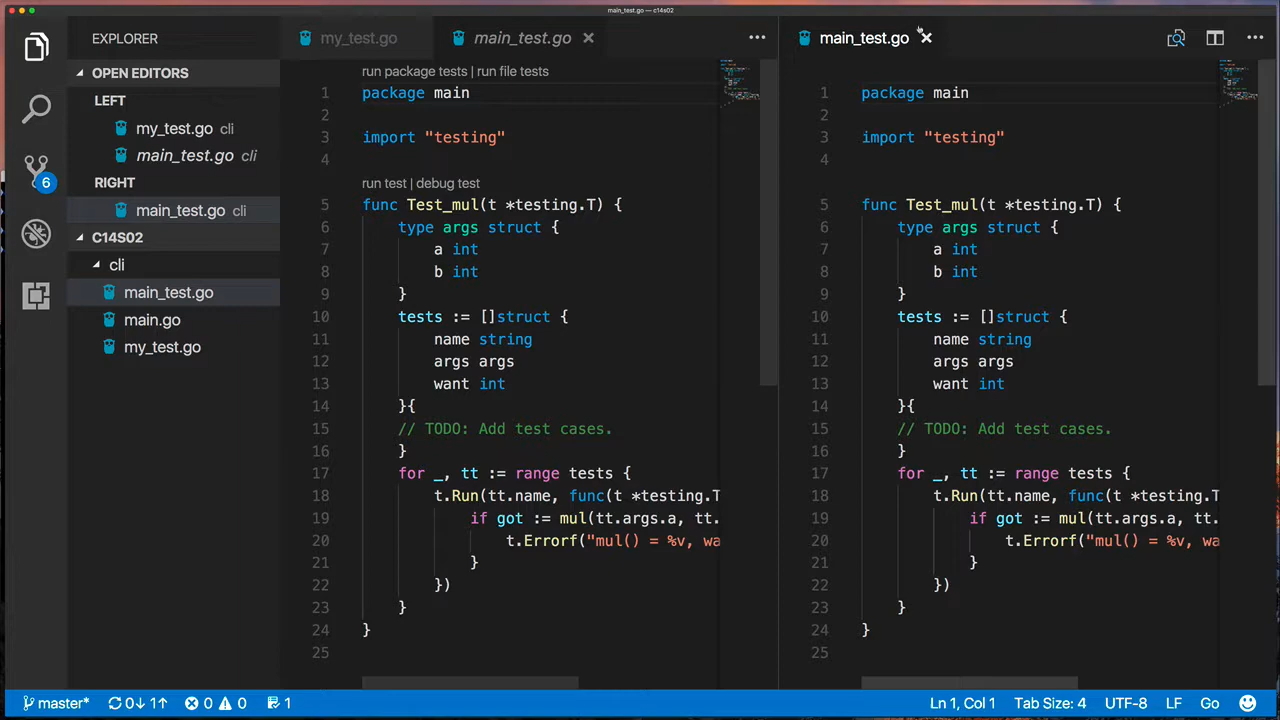 main_test.go — c14s02
EXPLORER
OPEN EDITORS
LEFT
my_test.go cli
main_test.go cli
RIGHT
main_test.go cli
C14S02
cli
main_test.go
main.go
my_test.go
6
my_test.go
main_test.go
run package tests | run file tests
1 package main
2
3 import "testing"
4
run test | debug test
5 func Test_mul(t *testing.T) {
6 type args struct {
7 a int
8 b int
9 }
10 tests := []struct {
11 name string
12 args args
13 want int
14 }{
15 // TODO: Add test cases.
16 }
17 for _, tt := range tests {
18 t.Run(tt.name, func(t *testing.T
19 if got := mul(tt.args.a, tt.
20 t.Errorf("mul() = %v, wa
21 }
22 })
23 }
24 }
25
main_test.go
1 package main
2
3 import "testing"
4
5 func Test_mul(t *testing.T) {
6 type args struct {
7 a int
8 b int
9 }
10 tests := []struct {
11 name string
12 args args
13 want int
14 }{
15 // TODO: Add test cases.
16 }
17 for _, tt := range tests {
18 t.Run(tt.name, func(t *testing.T
19 if got := mul(tt.args.a, tt.
20 t.Errorf("mul() = %v, wa
21 }
22 })
23 }
24 }
25
master* 0↓ 1↑ 0 0 1 Ln 1, Col 1 Tab Size: 4 UTF-8 LF Go